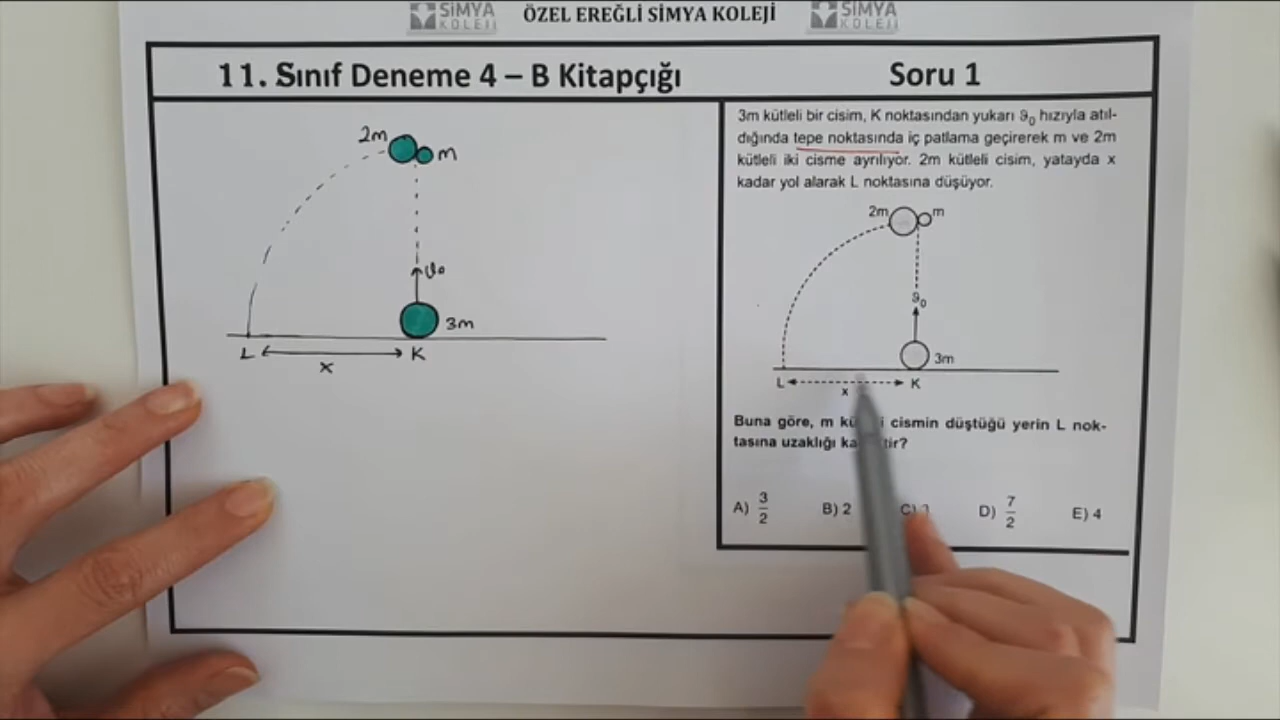 SİMYA
KOLEJİ
ÖZEL EREĞLİ SİMYA KOLEJİ
SİMYA
KOLEJİ
11. Sınıf Deneme 4 – B Kitapçığı
Soru 1
2m
m
ϑ₀
3m
L
K
x
3m kütleli bir cisim, K noktasından yukarı ϑ₀ hızıyla atıl-
dığında tepe noktasında iç patlama geçirerek m ve 2m
kütleli iki cisme ayrılıyor. 2m kütleli cisim, yatayda x
kadar yol alarak L noktasına düşüyor.
2m
m
ϑ₀
3m
L
K
x
Buna göre, m cismin düştüğü yerin L nok-
tasına uzaklığı
A) 3/2 B) 2 D) 7/2 E) 4